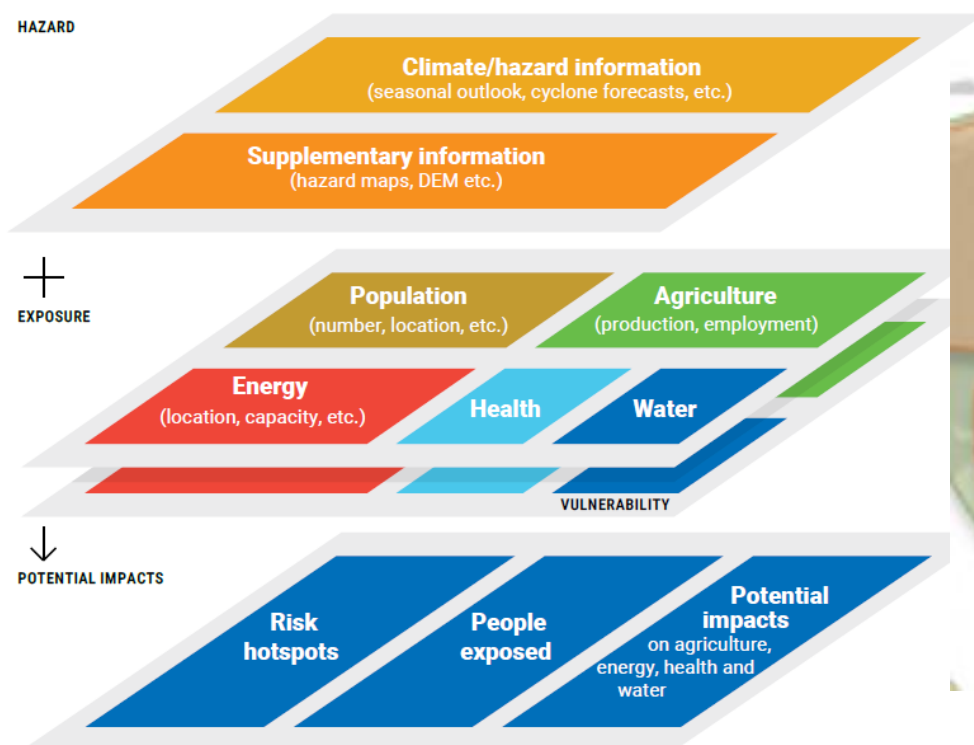 HAZARD
Climate/hazard information
(seasonal outlook, cyclone forecasts, etc.)
Supplementary information
(hazard maps, DEM etc.)
EXPOSURE
Population
(number, location, etc.)
Agriculture
(production, employment)
Energy
(location, capacity, etc.)
Health
Water
VULNERABILITY
POTENTIAL IMPACTS
Risk
hotspots
People
exposed
Potential
impacts
on agriculture,
energy, health and
water